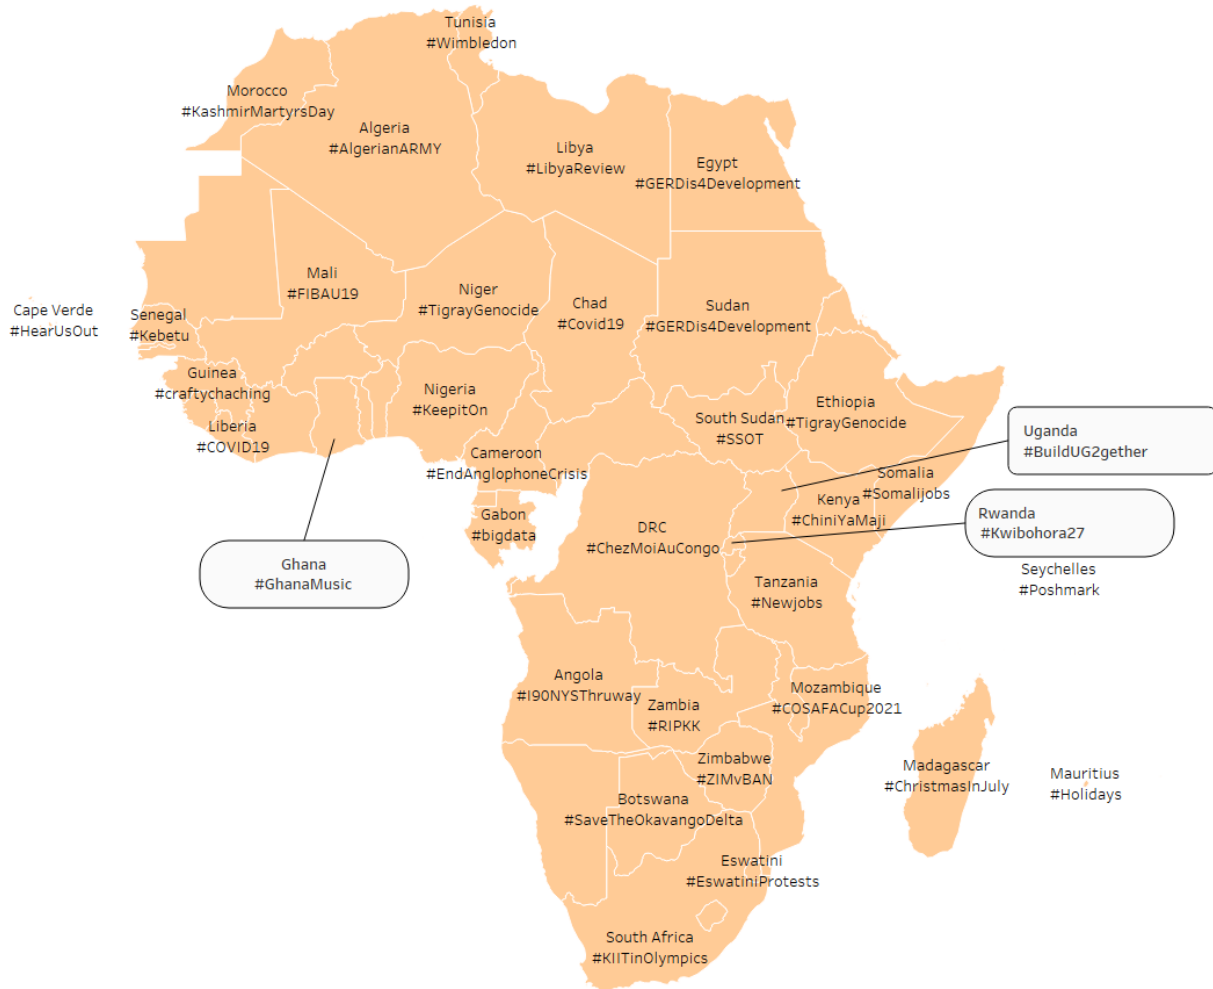 Tunisia
#Wimbledon
Morocco
#KashmirMartyrsDay
Algeria
#AlgerianARMY
Libya
#LibyaReview
Egypt
#GERDis4Development
Mali
#FIBAU19
Niger
#TigrayGenocide
Chad
#Covid19
Sudan
#GERDis4Development
Cape Verde
#HearUsOut
Senegal
#Kebetu
Guinea
#craftychaching
Nigeria
#KeepitOn
Liberia
#COVID19
South Sudan
#SSOT
Ethiopia
#TigrayGenocide
Uganda
#BuildUG2gether
Cameroon
#EndAnglophoneCrisis
Somalia
#Somalijobs
Kenya
#ChiniYaMaji
Gabon
#bigdata
DRC
#ChezMoiAuCongo
Rwanda
#Kwibohora27
Ghana
#GhanaMusic
Tanzania
#Newjobs
Seychelles
#Poshmark
Angola
#I90NYSThruway
Zambia
#RIPKK
Mozambique
#COSAFACup2021
Zimbabwe
#ZIMvBAN
Madagascar
#ChristmasInJuly
Mauritius
#Holidays
Botswana
#SaveTheOkavangoDelta
Eswatini
#EswatiniProtests
South Africa
#KIITinOlympics